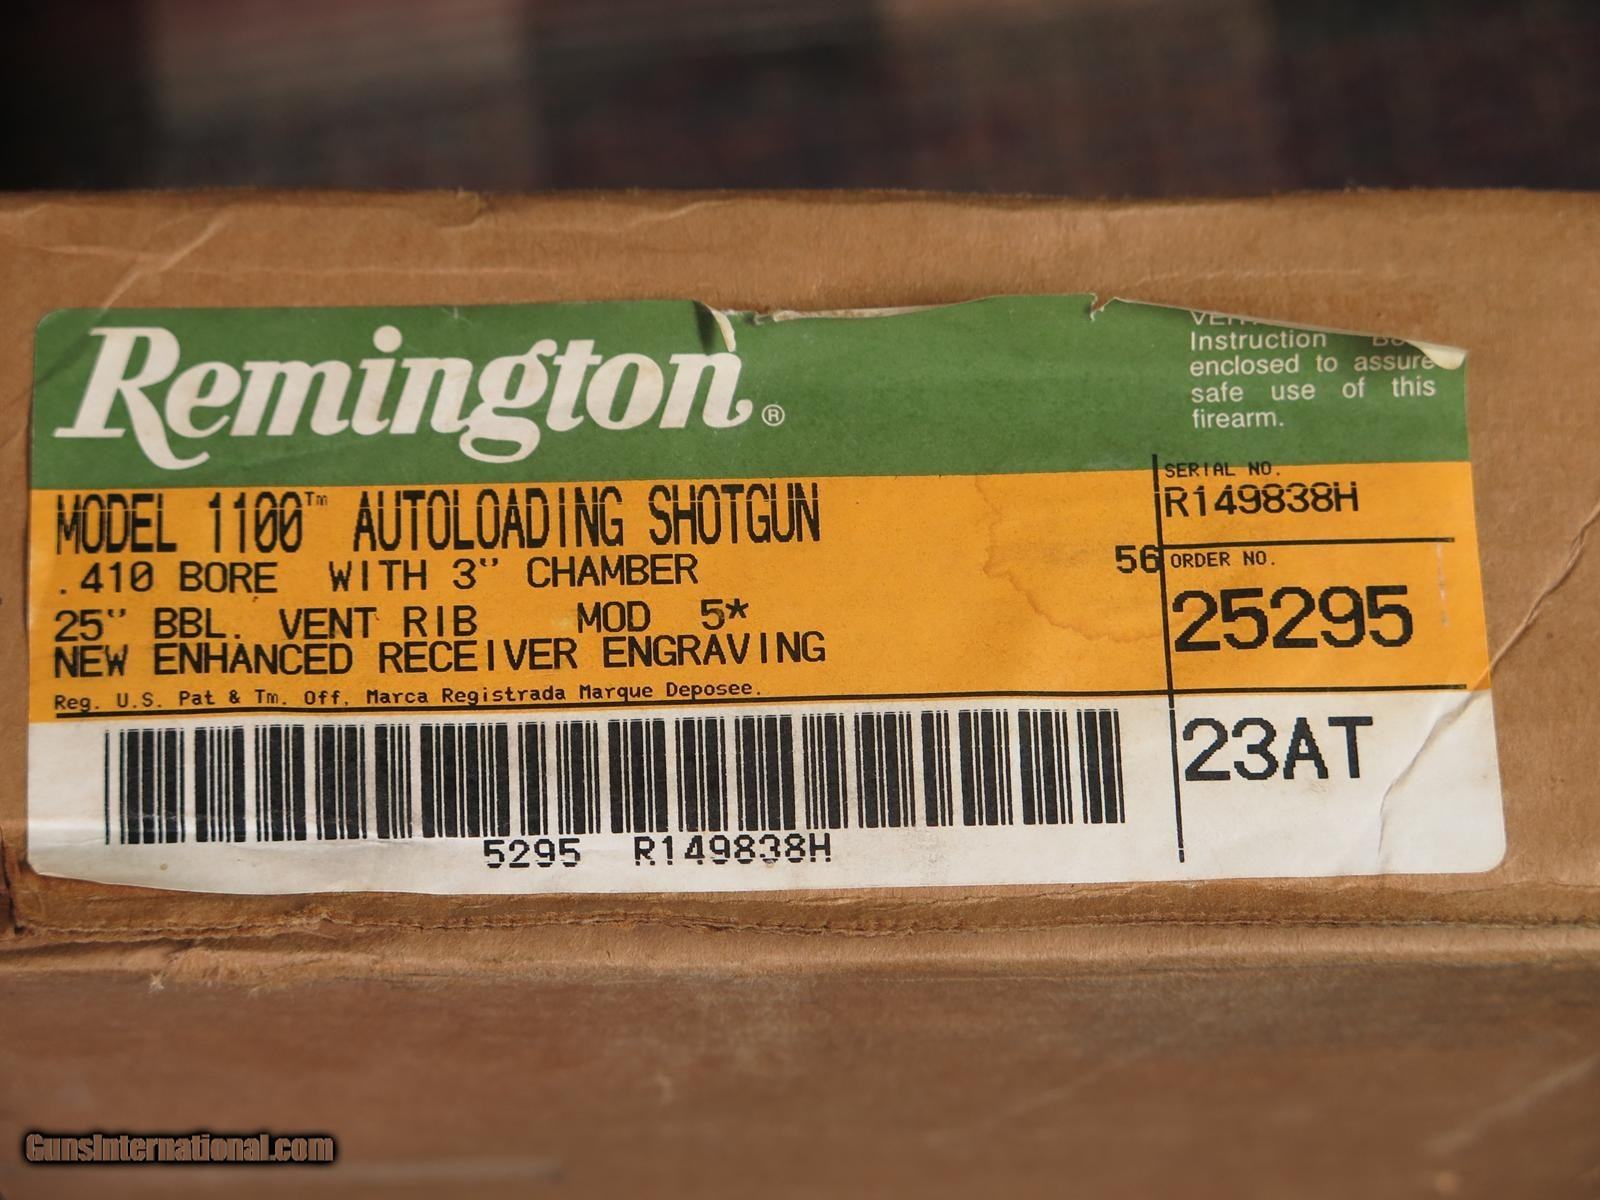 Remington®
Instruction
enclosed to assure
safe use of this
firearm.
MODEL 1100™ AUTOLOADING SHOTGUN
.410 BORE WITH 3" CHAMBER
25" BBL. VENT RIB MOD 5*
NEW ENHANCED RECEIVER ENGRAVING
Reg. U.S. Pat & Tm. Off. Marca Registrada Marque Deposee.
SERIAL NO.
R149838H
56
ORDER NO.
25295
23AT
5295 R149838H
GunsInternational.com